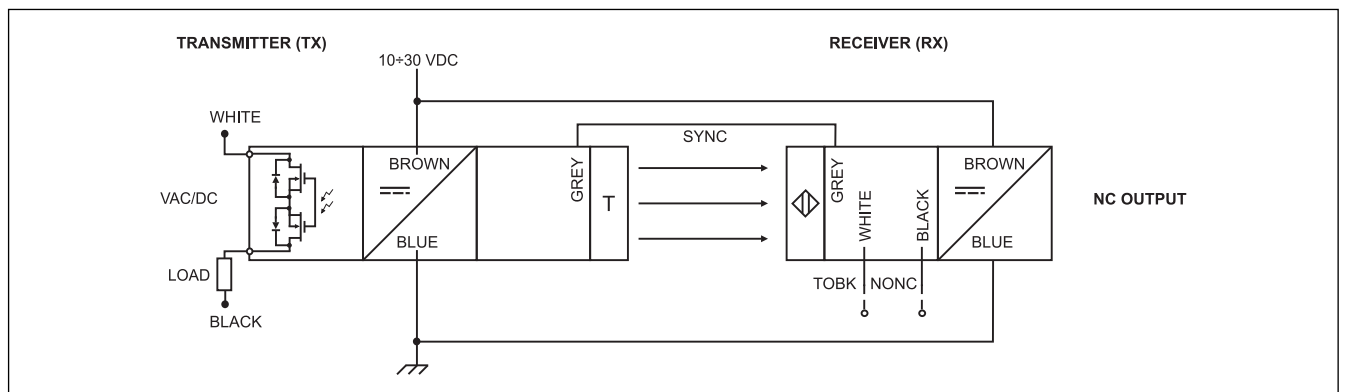 TRANSMITTER (TX)
RECEIVER (RX)
10÷30 VDC
WHITE
SYNC
BROWN
GREY
GREY
BROWN
VAC/DC
T
WHITE
BLACK
NC OUTPUT
BLUE
BLUE
LOAD
TOBK
NONC
BLACK